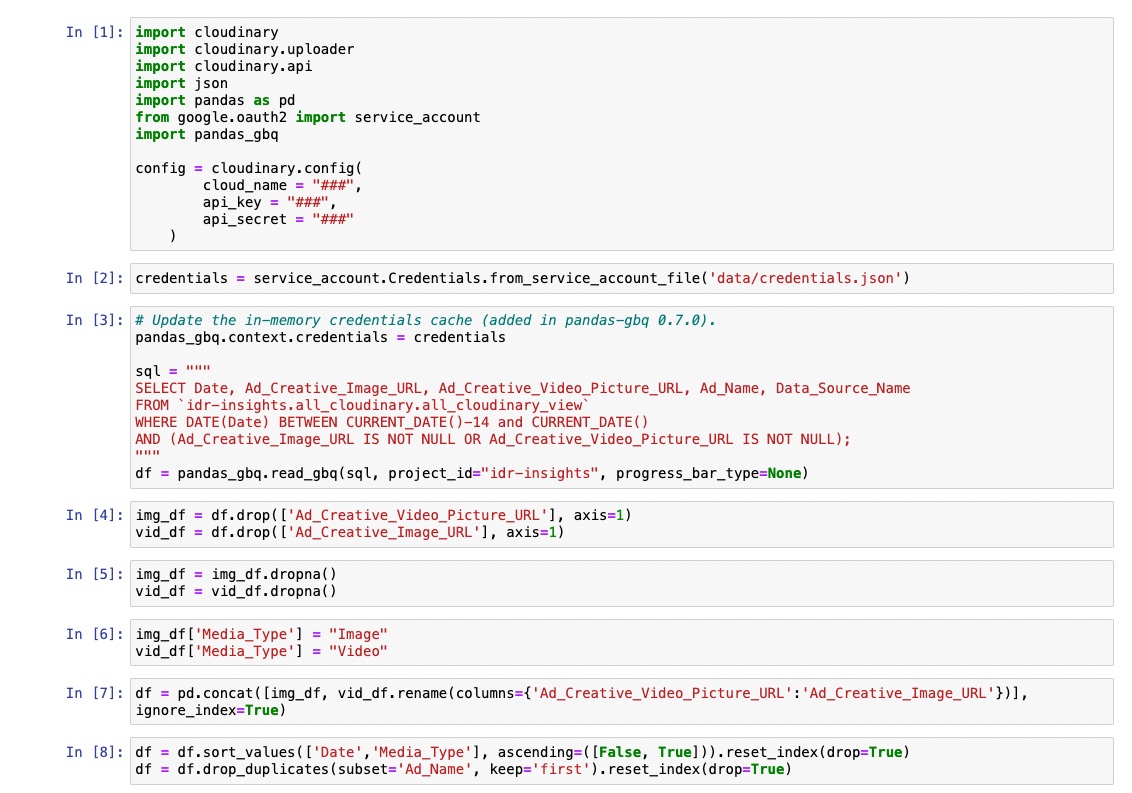 In [1]: import cloudinary
import cloudinary.uploader
import cloudinary.api
import json
import pandas as pd
from google.oauth2 import service_account
import pandas_gbq

config = cloudinary.config(
        cloud_name = "###",
        api_key = "###",
        api_secret = "###"
    )
In [2]: credentials = service_account.Credentials.from_service_account_file('data/credentials.json')
In [3]: # Update the in-memory credentials cache (added in pandas-gbq 0.7.0).
pandas_gbq.context.credentials = credentials

sql = """
SELECT Date, Ad_Creative_Image_URL, Ad_Creative_Video_Picture_URL, Ad_Name, Data_Source_Name
FROM `idr-insights.all_cloudinary.all_cloudinary_view`
WHERE DATE(Date) BETWEEN CURRENT_DATE()-14 and CURRENT_DATE()
AND (Ad_Creative_Image_URL IS NOT NULL OR Ad_Creative_Video_Picture_URL IS NOT NULL);
"""
df = pandas_gbq.read_gbq(sql, project_id="idr-insights", progress_bar_type=None)
In [4]: img_df = df.drop(['Ad_Creative_Video_Picture_URL'], axis=1)
vid_df = df.drop(['Ad_Creative_Image_URL'], axis=1)
In [5]: img_df = img_df.dropna()
vid_df = vid_df.dropna()
In [6]: img_df['Media_Type'] = "Image"
vid_df['Media_Type'] = "Video"
In [7]: df = pd.concat([img_df, vid_df.rename(columns={'Ad_Creative_Video_Picture_URL':'Ad_Creative_Image_URL'})],
ignore_index=True)
In [8]: df = df.sort_values(['Date','Media_Type'], ascending=([False, True])).reset_index(drop=True)
df = df.drop_duplicates(subset='Ad_Name', keep='first').reset_index(drop=True)